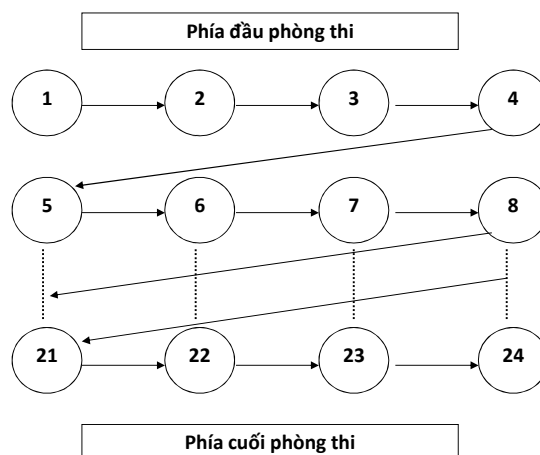 Phía đầu phòng thi
1 2 3 4
5 6 7 8
21 22 23 24
Phía cuối phòng thi